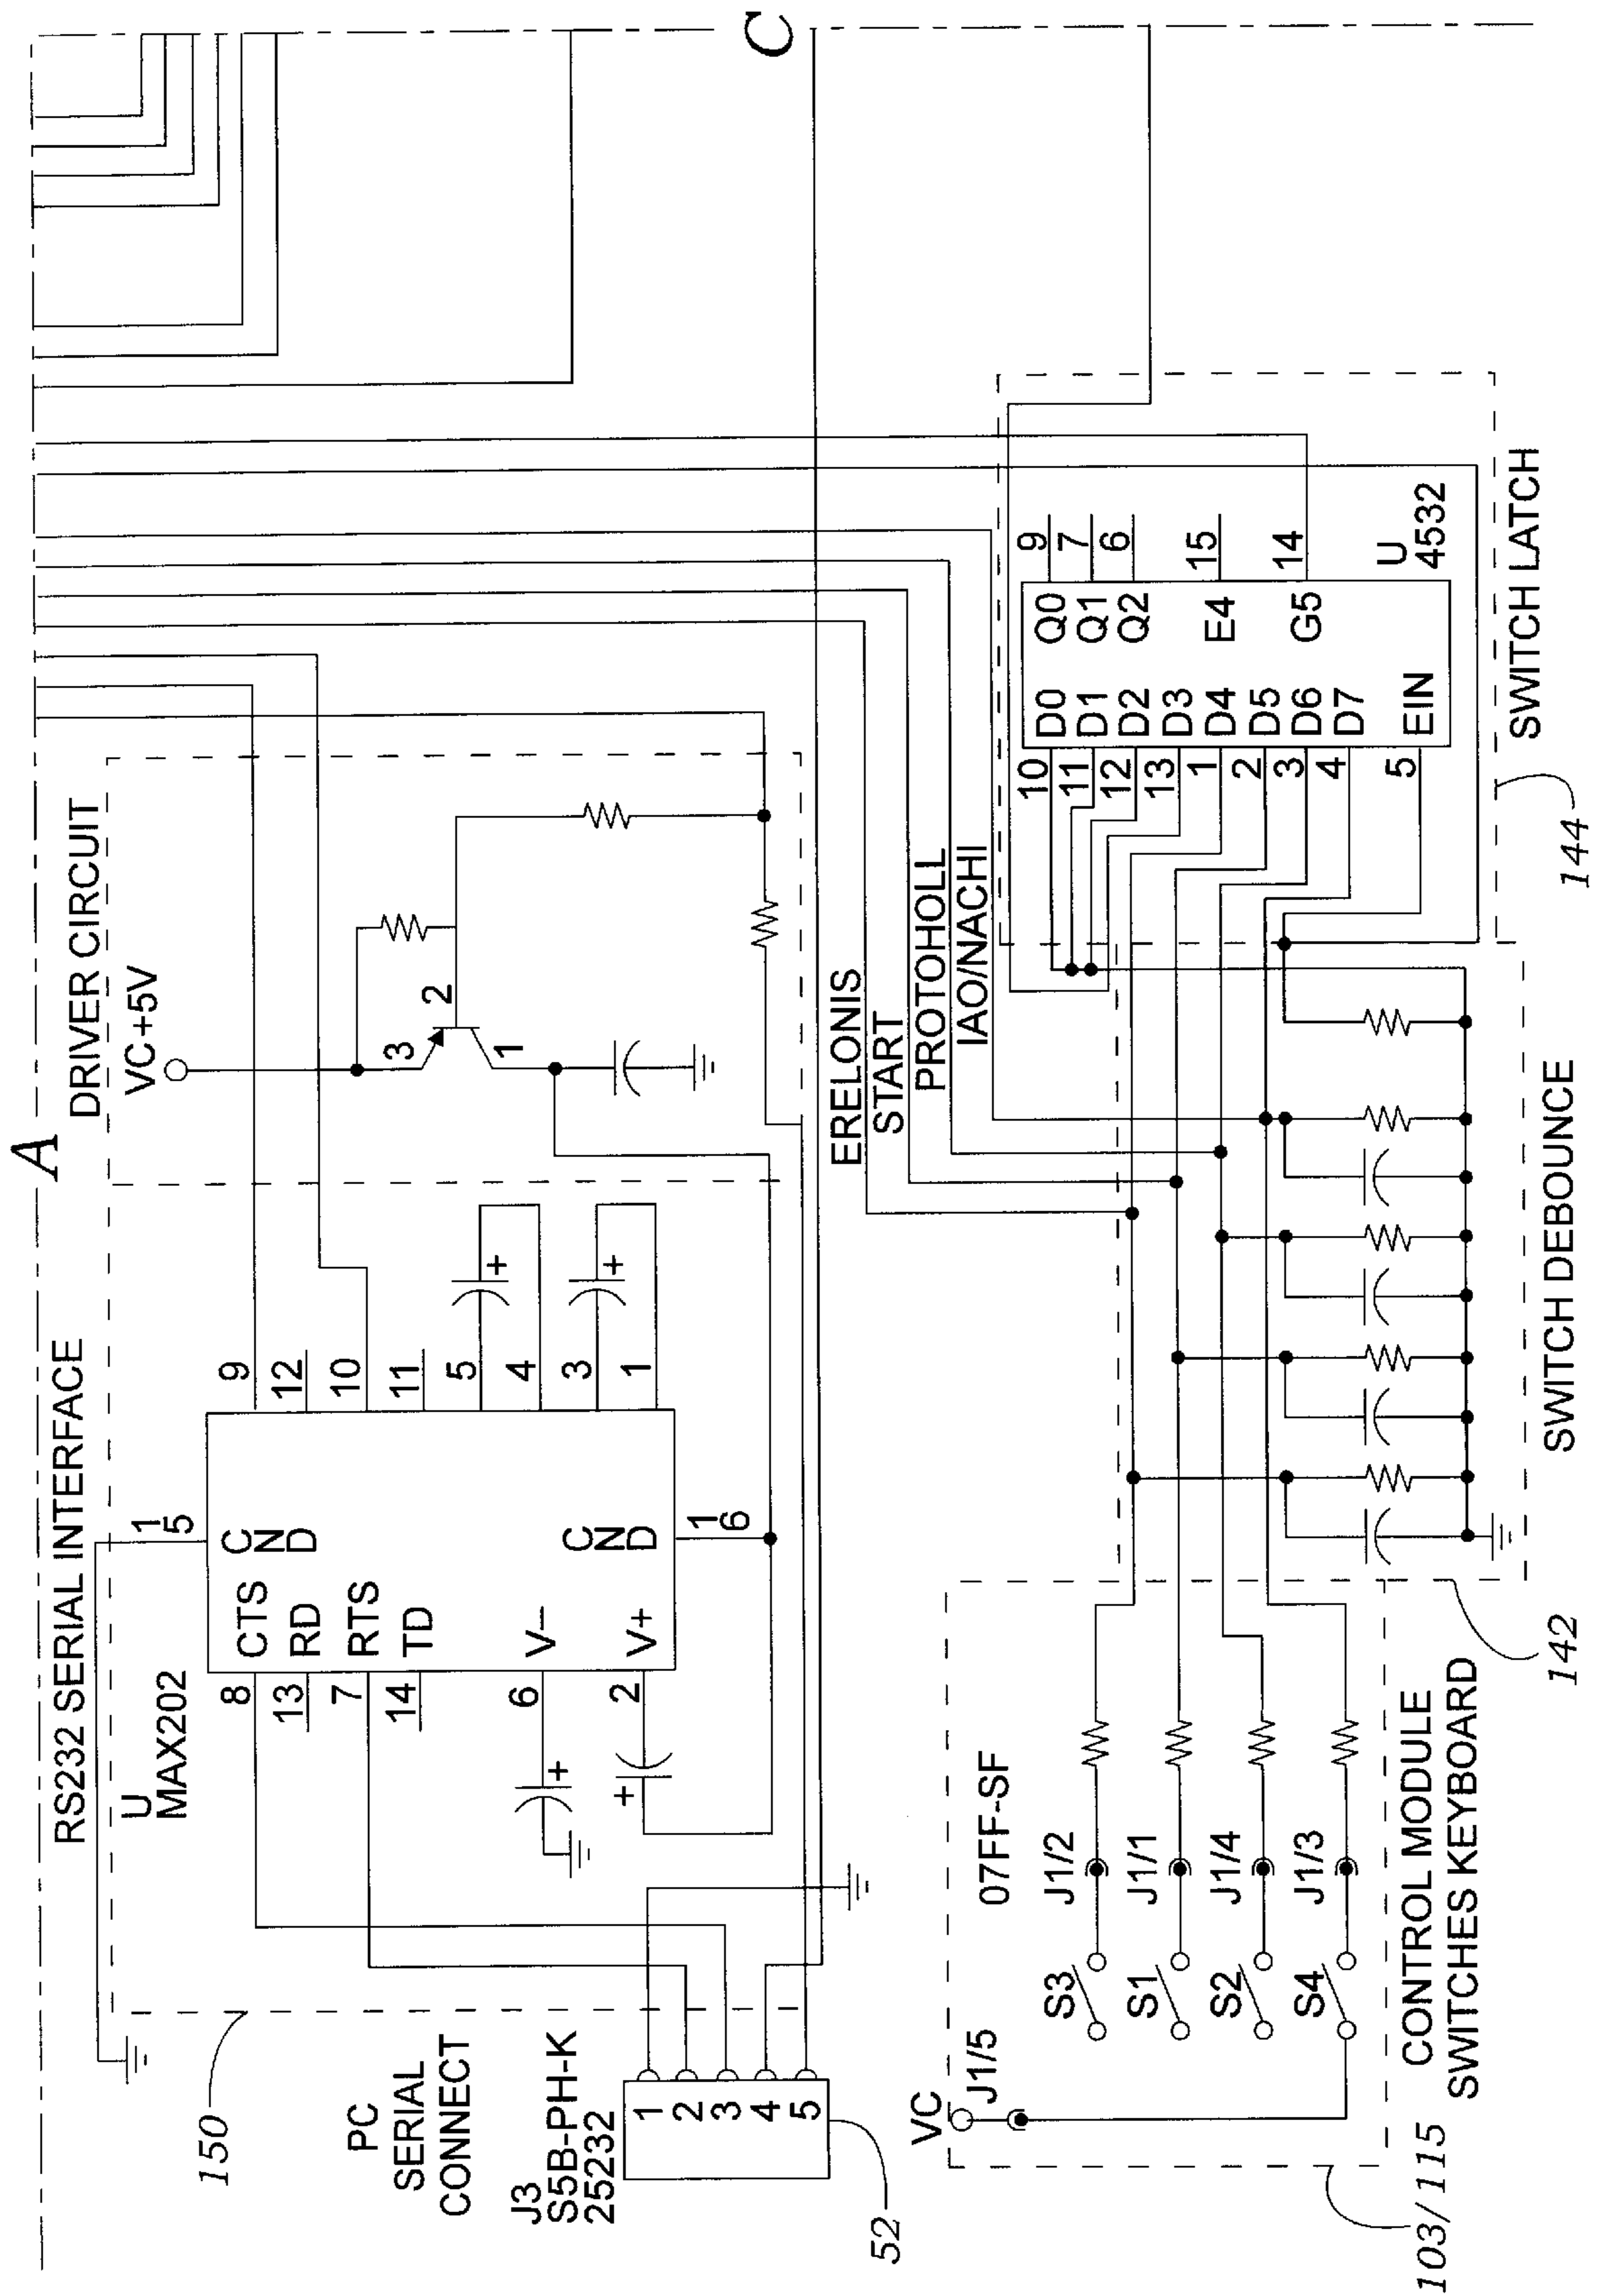 A
C
RS232 SERIAL INTERFACE
DRIVER CIRCUIT
VC+5V
U
MAX202
1
5
C
N
D
CTS
RD
RTS
TD
V–
V+
C
N
D
1
6
8
13
7
14
6
2
9
12
10
11
5
4
3
1
+
+
+
+
3
2
1
150
PC
SERIAL
CONNECT
J3
S5B-PH-K
25232
1
2
3
4
5
52
ERELONIS
START
PROTOHOLL
IAO/NACHI
10
11
12
13
1
2
3
4
5
D0
D1
D2
D3
D4
D5
D6
D7
EIN
Q0
Q1
Q2
E4
G5
9
7
6
15
14
U
4532
SWITCH LATCH
144
SWITCH DEBOUNCE
142
VC
J1/5
07FF-SF
S3
J1/2
S1
J1/1
S2
J1/4
S4
J1/3
CONTROL MODULE
SWITCHES KEYBOARD
103/115